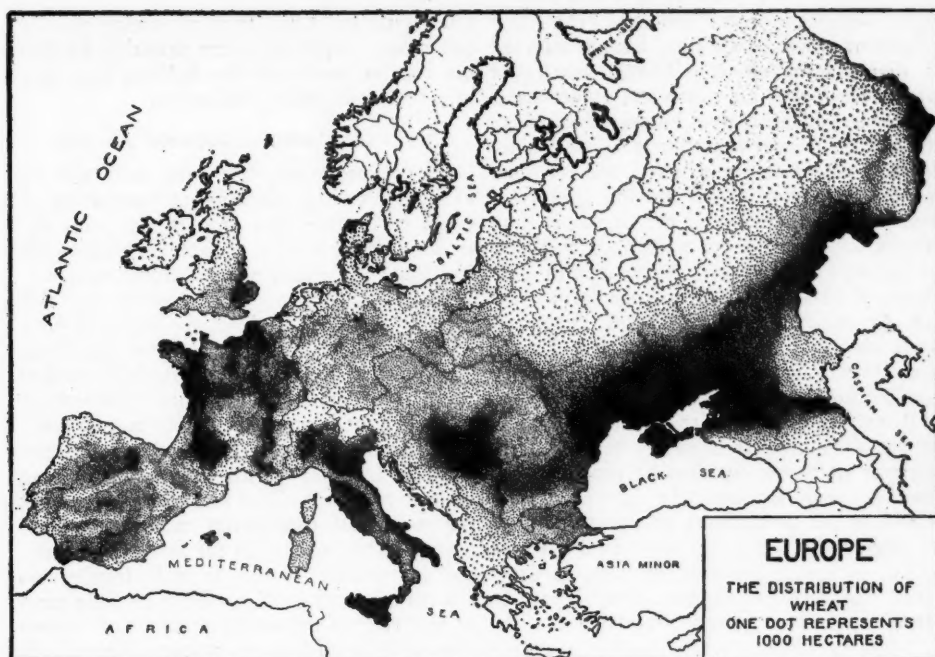 WHITE SEA
ATLANTIC OCEAN
BALTIC SEA
CASPIAN SEA
BLACK SEA
MEDITERRANEAN SEA
ASIA MINOR
AFRICA
EUROPE
THE DISTRIBUTION OF
WHEAT
ONE DOT REPRESENTS
1000 HECTARES